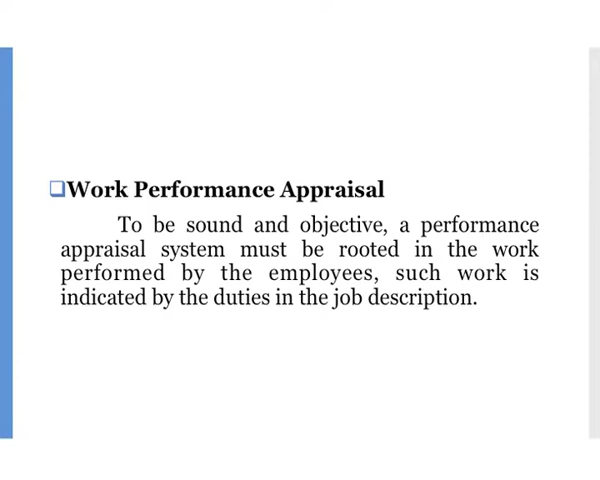 ❑Work Performance Appraisal
To be sound and objective, a performance
appraisal system must be rooted in the work
performed by the employees, such work is
indicated by the duties in the job description.